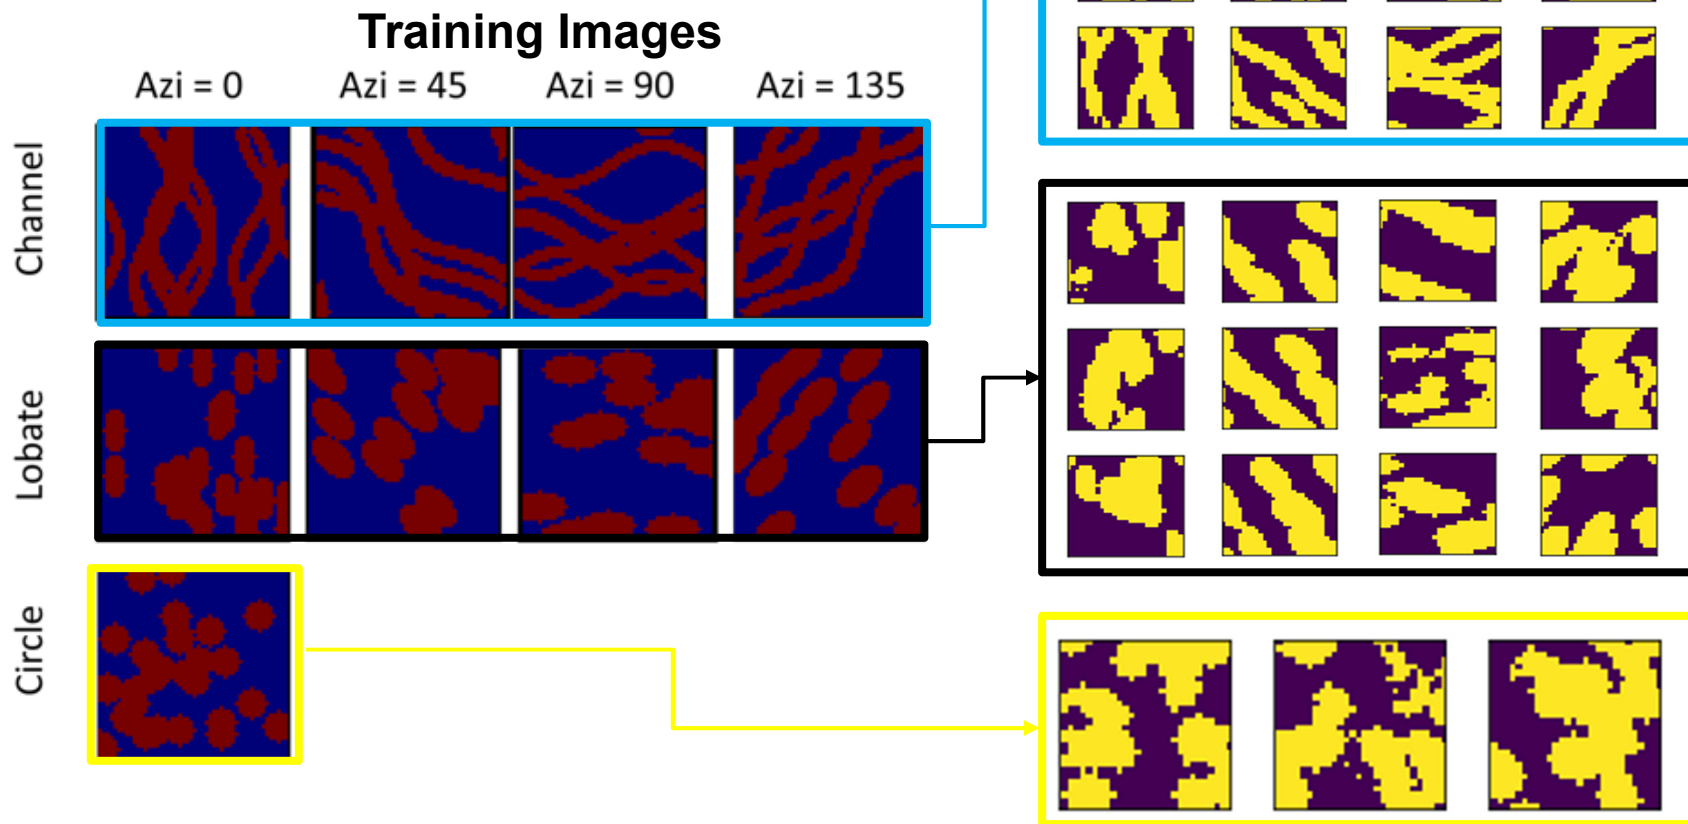 Training Images
Azi = 0
Azi = 45
Azi = 90
Azi = 135
Channel
Lobate
Circle